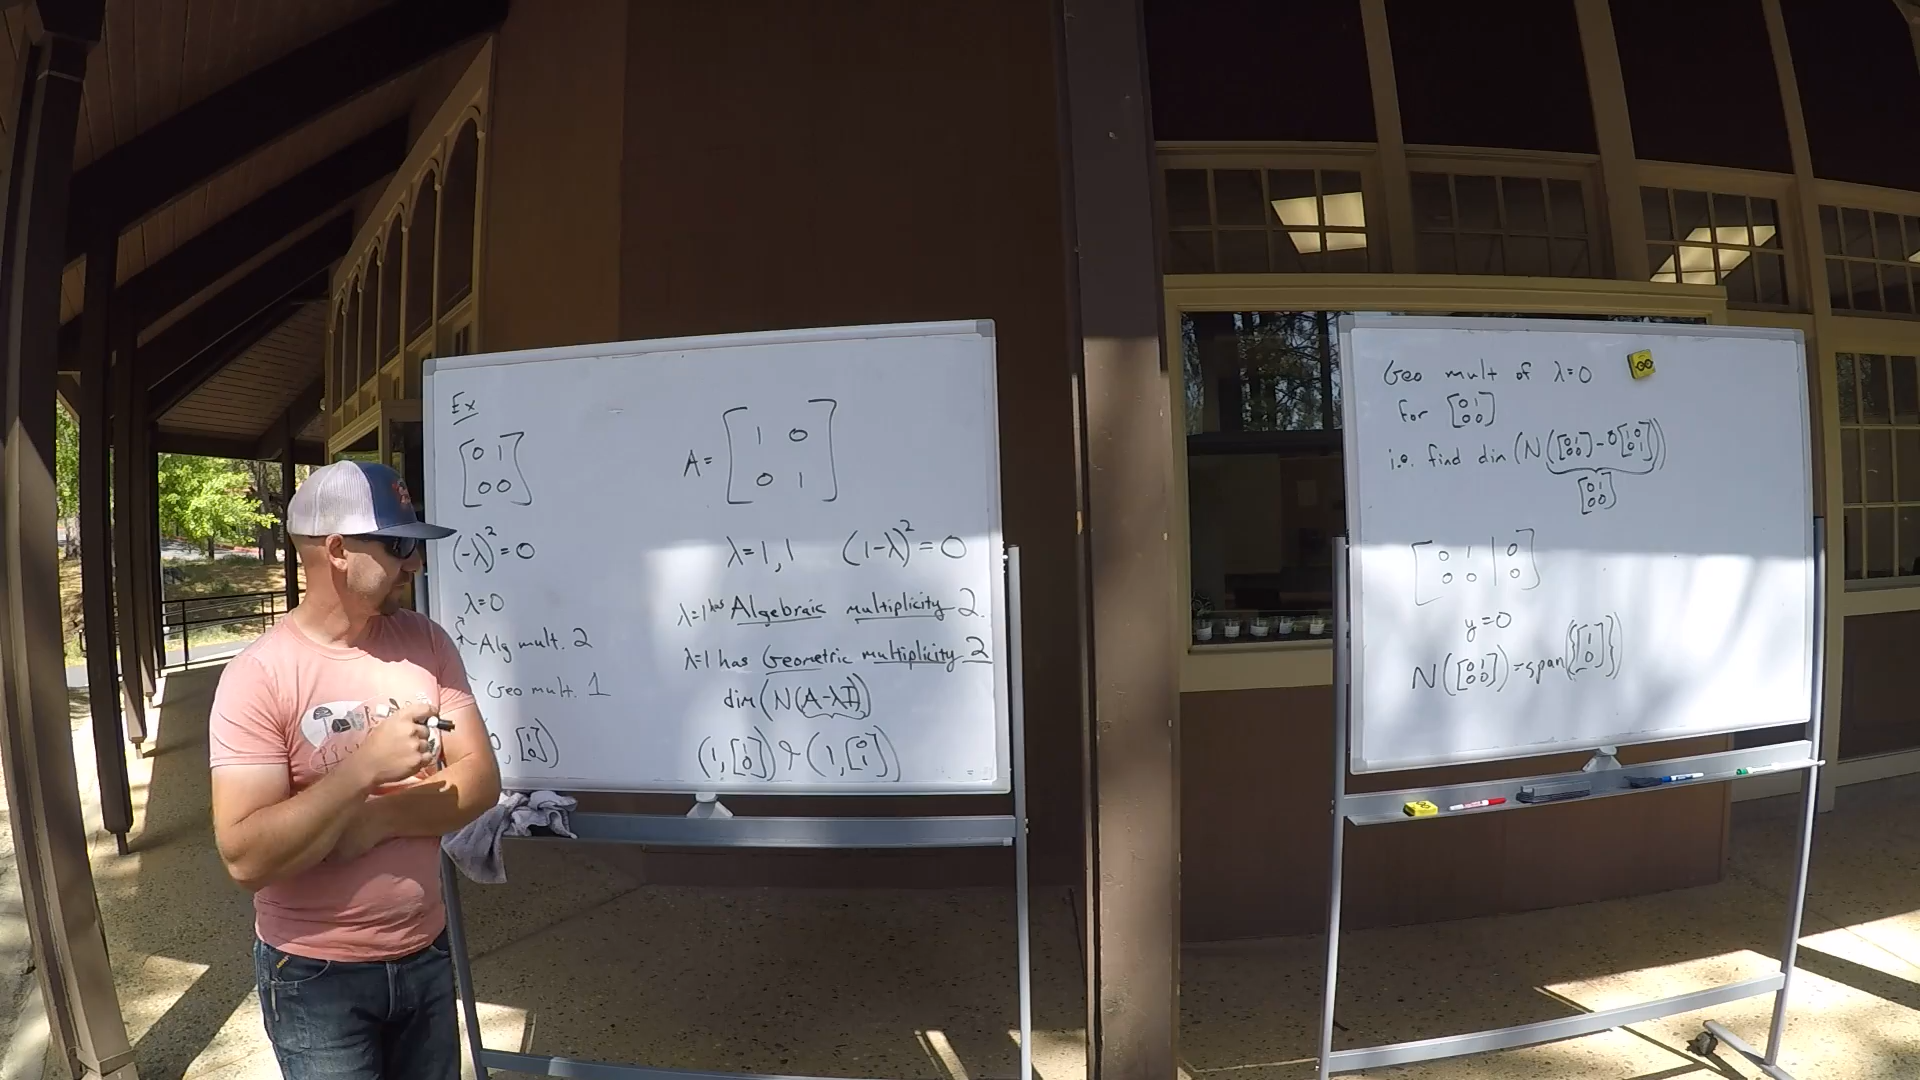 Ex
[0 1
0 0]
(-λ)² = 0
λ=0
Alg mult. 2
Geo mult. 1
, [1
0])
A = [1 0
0 1]
λ = 1, 1 (1-λ)² = 0
λ=1 has Algebraic multiplicity 2.
λ=1 has Geometric multiplicity 2
dim(N(A-λI))
(1, [1
0]) & (1, [0
1])
Geo mult of λ=0
for [0 1
0 0]
i.e. find dim (N([0 1
0 0] - 0[1 0
0 1]))
[0 1
0 0]
[0 1 | 0
0 0 | 0]
y=0
N([0 1
0 0]) = span({[1
0]})